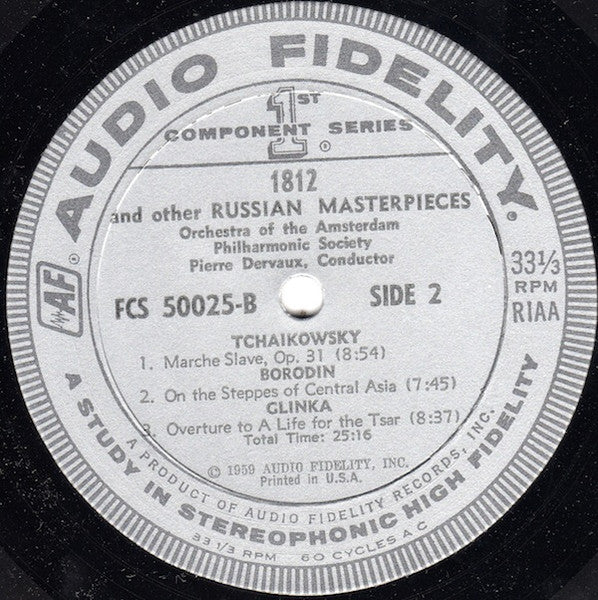 AUDIO FIDELITY®
1ST
COMPONENT SERIES
®
1812
and other RUSSIAN MASTERPIECES
Orchestra of the Amsterdam
Philharmonic Society
Pierre Dervaux, Conductor
AF®
33⅓
RPM
RIAA
FCS 50025-B SIDE 2
TCHAIKOWSKY
1. Marche Slave, Op. 31 (8:54)
BORODIN
2. On the Steppes of Central Asia (7:45)
GLINKA
3. Overture to A Life for the Tsar (8:37)
Total Time: 25:16
© 1959 AUDIO FIDELITY, INC.
Printed in U.S.A.
A PRODUCT OF AUDIO FIDELITY RECORDS, INC.
A STUDY IN STEREOPHONIC HIGH FIDELITY
33 1/3 RPM 60 CYCLES A C